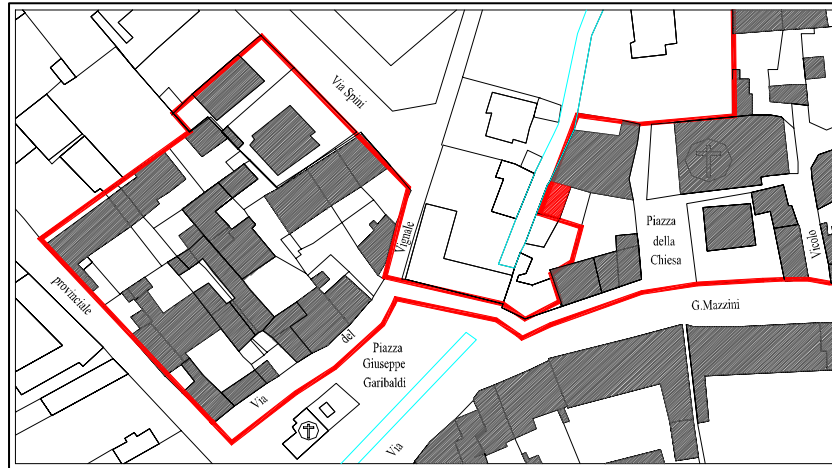 Via Spini
Vignale
Piazza
della
Chiesa
Vicolo
provinciale
G.Mazzini
del
Piazza
Giuseppe
Garibaldi
Via
Via